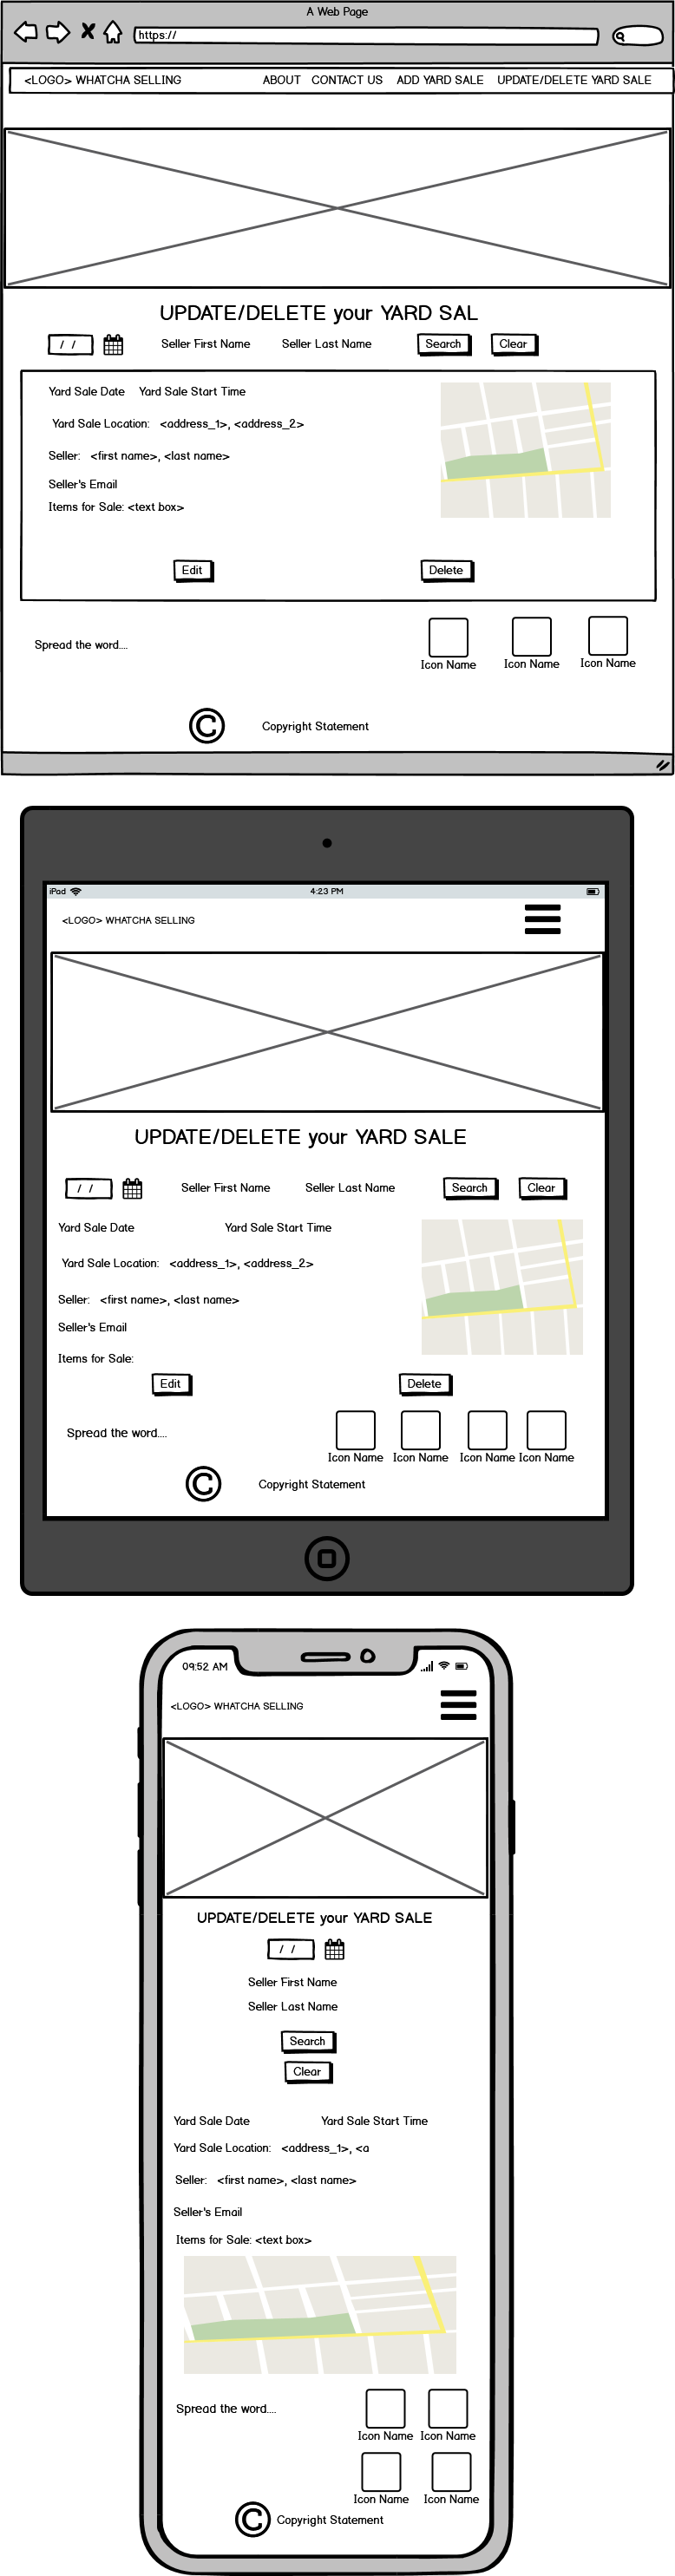 A Web Page
https://
<LOGO> WHATCHA SELLING ABOUT CONTACT US ADD YARD SALE UPDATE/DELETE YARD SALE
UPDATE/DELETE your YARD SAL
/ / Seller First Name Seller Last Name Search Clear
Yard Sale Date Yard Sale Start Time
Yard Sale Location: <address_1>, <address_2>
Seller: <first name>, <last name>
Seller's Email
Items for Sale: <text box>
Edit Delete
Spread the word....
Icon Name Icon Name Icon Name
© Copyright Statement
iPad 4:23 PM
<LOGO> WHATCHA SELLING
UPDATE/DELETE your YARD SALE
/ / Seller First Name Seller Last Name Search Clear
Yard Sale Date Yard Sale Start Time
Yard Sale Location: <address_1>, <address_2>
Seller: <first name>, <last name>
Seller's Email
Items for Sale:
Edit Delete
Spread the word....
Icon Name Icon Name Icon Name Icon Name
© Copyright Statement
09:52 AM
<LOGO> WHATCHA SELLING
UPDATE/DELETE your YARD SALE
/ /
Seller First Name
Seller Last Name
Search
Clear
Yard Sale Date Yard Sale Start Time
Yard Sale Location: <address_1>, <a
Seller: <first name>, <last name>
Seller's Email
Items for Sale: <text box>
Spread the word....
Icon Name Icon Name
Icon Name Icon Name
© Copyright Statement